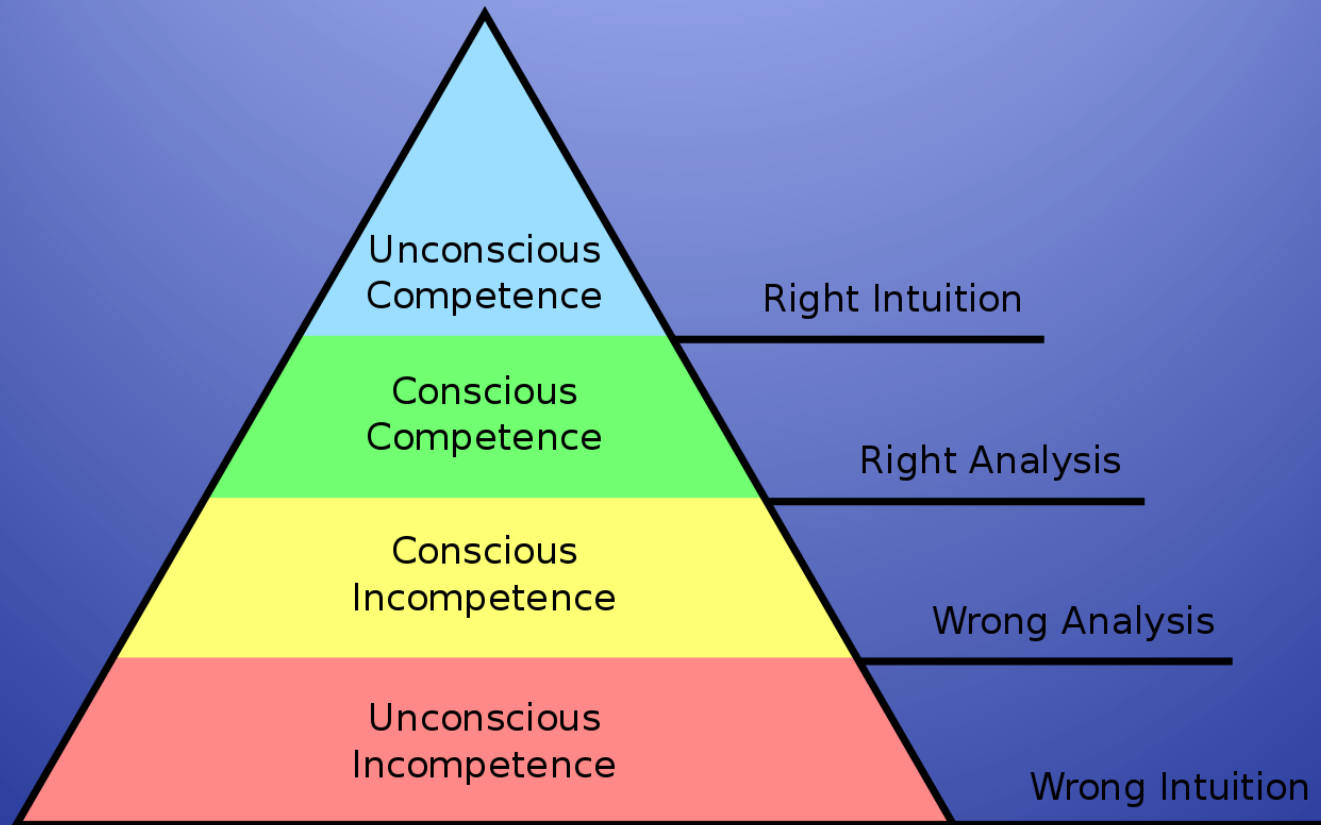 Unconscious
Competence
Right Intuition
Conscious
Competence
Right Analysis
Conscious
Incompetence
Wrong Analysis
Unconscious
Incompetence
Wrong Intuition